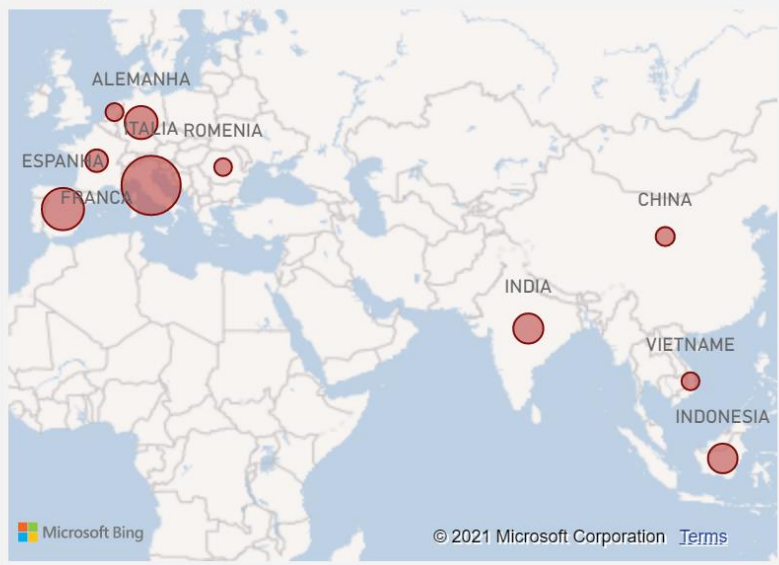 ALEMANHA
ITALIA ROMENIA
ESPANHA
FRANCA
CHINA
INDIA
VIETNAME
INDONESIA
Microsoft Bing
© 2021 Microsoft Corporation Terms